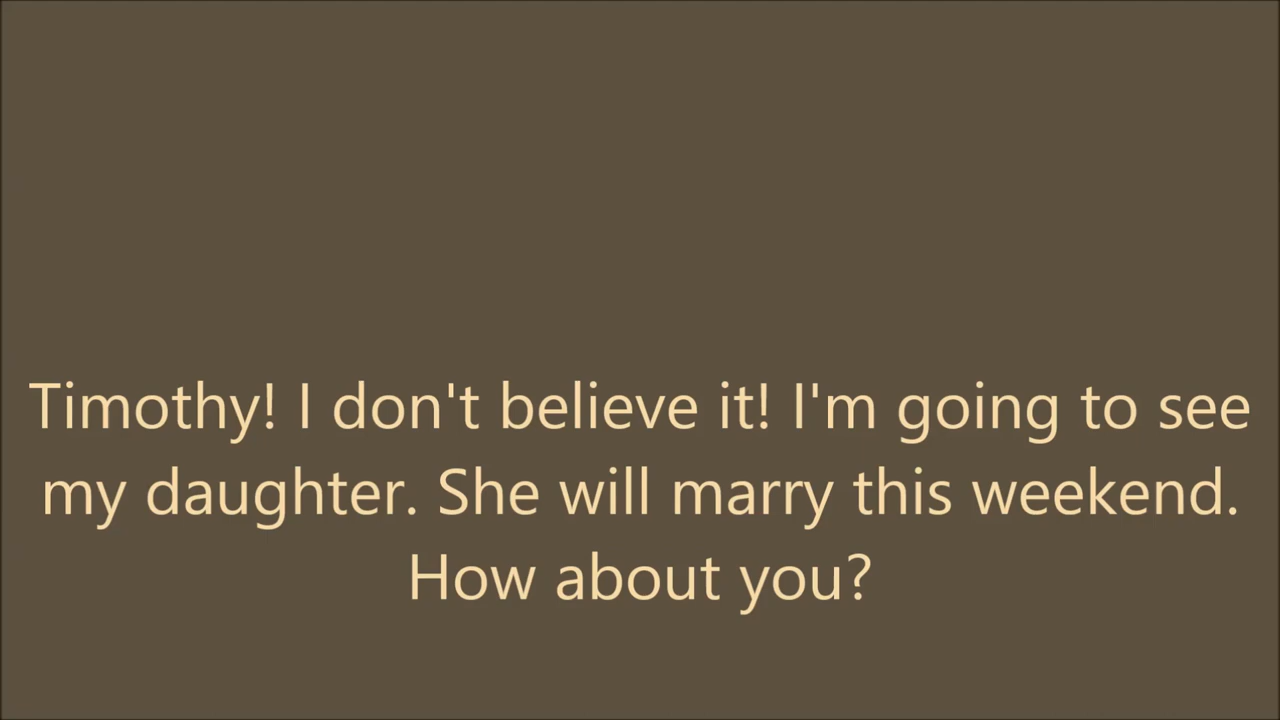 Timothy! I don't believe it! I'm going to see
my daughter. She will marry this weekend.
How about you?